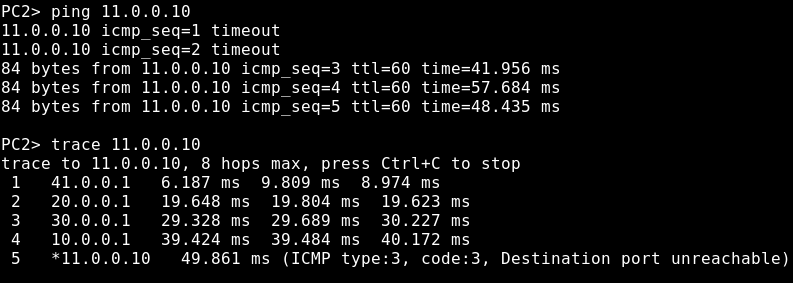 PC2> ping 11.0.0.10
11.0.0.10 icmp_seq=1 timeout
11.0.0.10 icmp_seq=2 timeout
84 bytes from 11.0.0.10 icmp_seq=3 ttl=60 time=41.956 ms
84 bytes from 11.0.0.10 icmp_seq=4 ttl=60 time=57.684 ms
84 bytes from 11.0.0.10 icmp_seq=5 ttl=60 time=48.435 ms
PC2> trace 11.0.0.10
trace to 11.0.0.10, 8 hops max, press Ctrl+C to stop
1 41.0.0.1 6.187 ms 9.809 ms 8.974 ms
2 20.0.0.1 19.648 ms 19.804 ms 19.623 ms
3 30.0.0.1 29.328 ms 29.689 ms 30.227 ms
4 10.0.0.1 39.424 ms 39.484 ms 40.172 ms
5 *11.0.0.10 49.861 ms (ICMP type:3, code:3, Destination port unreachable)